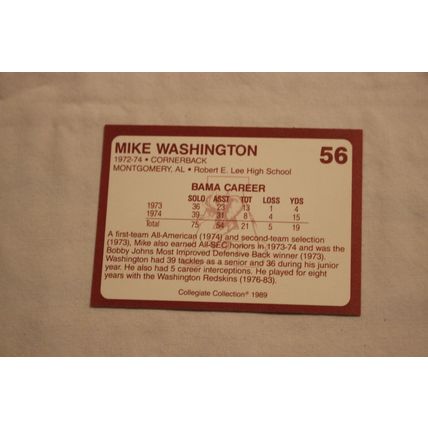 MIKE WASHINGTON 56
1972-74 • CORNERBACK
MONTGOMERY, AL • Robert E. Lee High School
BAMA CAREER
SOLO ASST TOT LOSS YDS
1973 36 23 13 1 4
1974 39 31 8 4 15
Total 75 54 21 5 19
A first-team All-American (1974) and second-team selection
(1973), Mike also earned All-SEC honors in 1973-74 and was the
Bobby Johns Most Improved Defensive Back winner (1973).
Washington had 39 tackles as a senior and 36 during his junior
year. He also had 5 career interceptions. He played for eight
years with the Washington Redskins (1976-83).
Collegiate Collection® 1989